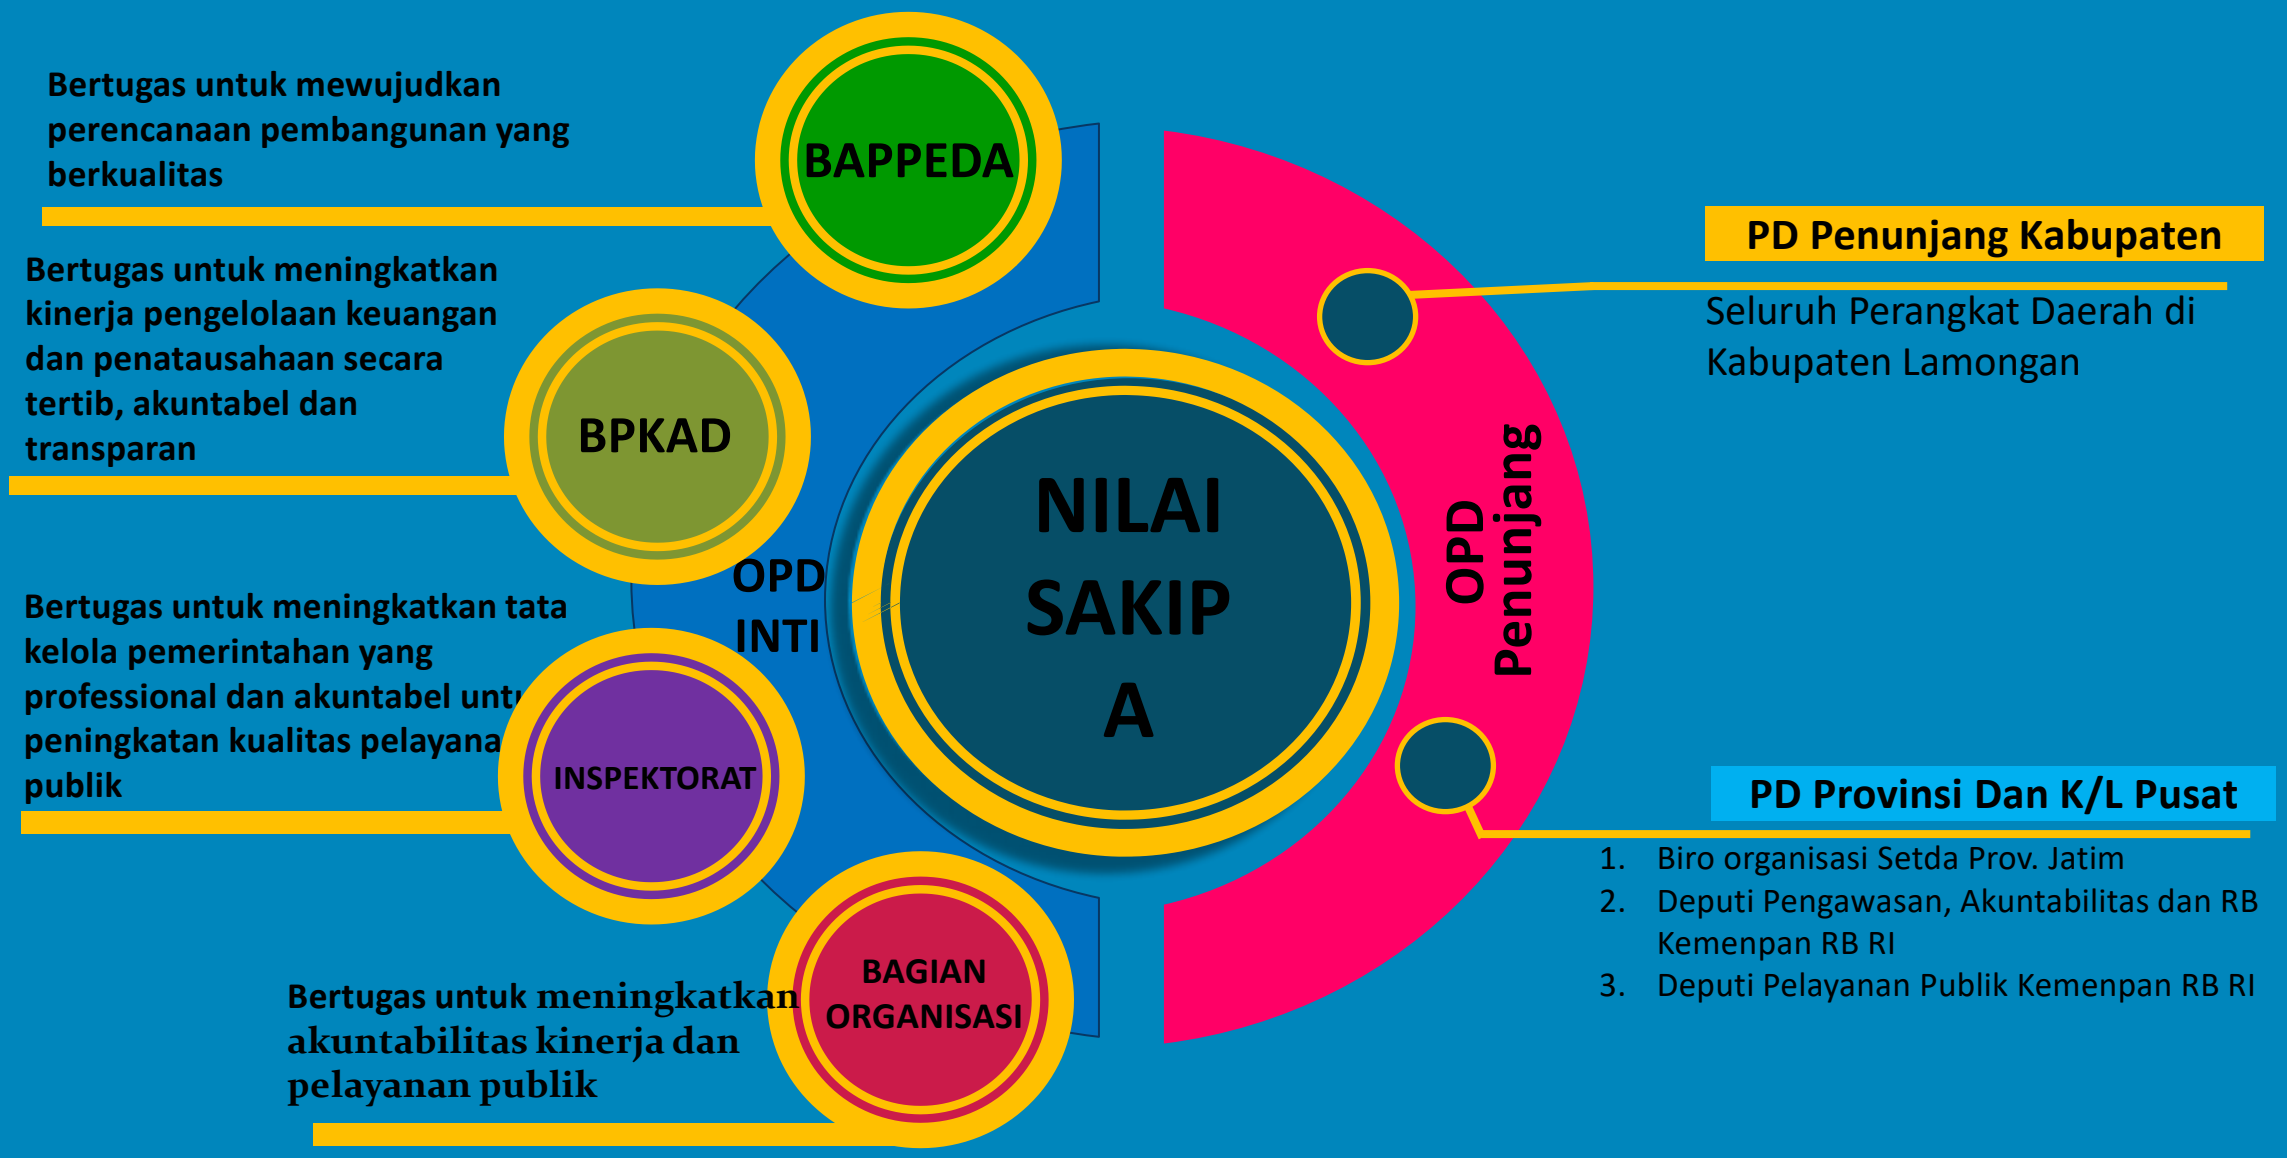 Bertugas untuk mewujudkan
perencanaan pembangunan yang
berkualitas
BAPPEDA
Bertugas untuk meningkatkan
kinerja pengelolaan keuangan
dan penatausahaan secara
tertib, akuntabel dan
transparan
BPKAD
OPD
INTI
Bertugas untuk meningkatkan tata
kelola pemerintahan yang
professional dan akuntabel untu
peningkatan kualitas pelayana
publik
INSPEKTORAT
Bertugas untuk meningkatkan
akuntabilitas kinerja dan
pelayanan publik
BAGIAN
ORGANISASI
NILAI
SAKIP
A
OPD
Penunjang
PD Penunjang Kabupaten
Seluruh Perangkat Daerah di
Kabupaten Lamongan
PD Provinsi Dan K/L Pusat
1. Biro organisasi Setda Prov. Jatim
2. Deputi Pengawasan, Akuntabilitas dan RB
Kemenpan RB RI
3. Deputi Pelayanan Publik Kemenpan RB RI